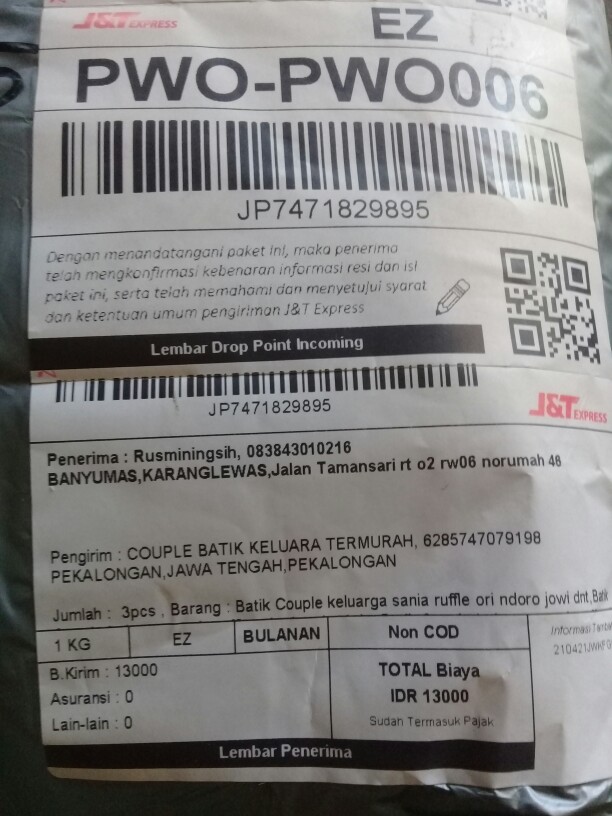 J&T EXPRESS
EZ
PWO-PWO006
JP7471829895
Dengan menandatangani paket ini, maka penerima
telah mengkonfirmasi kebenaran informasi resi dan isi
paket ini, serta telah memahami dan menyetujui syarat
dan ketentuan umum pengiriman J&T Express
Lembar Drop Point Incoming
JP7471829895
J&T EXPRESS
Penerima : Rusminingsih, 083843010216
BANYUMAS,KARANGLEWAS,Jalan Tamansari rt o2 rw06 norumah 46
Pengirim : COUPLE BATIK KELUARA TERMURAH, 6285747079198
PEKALONGAN,JAWA TENGAH,PEKALONGAN
Jumlah : 3pcs , Barang : Batik Couple keluarga sania ruffle ori ndoro jowi dnt,Batik
1 KG EZ BULANAN Non COD Informasi
B.Kirim : 13000
Asuransi : 0
Lain-lain : 0
TOTAL Biaya
IDR 13000
Sudah Termasuk Pajak
Lembar Penerima